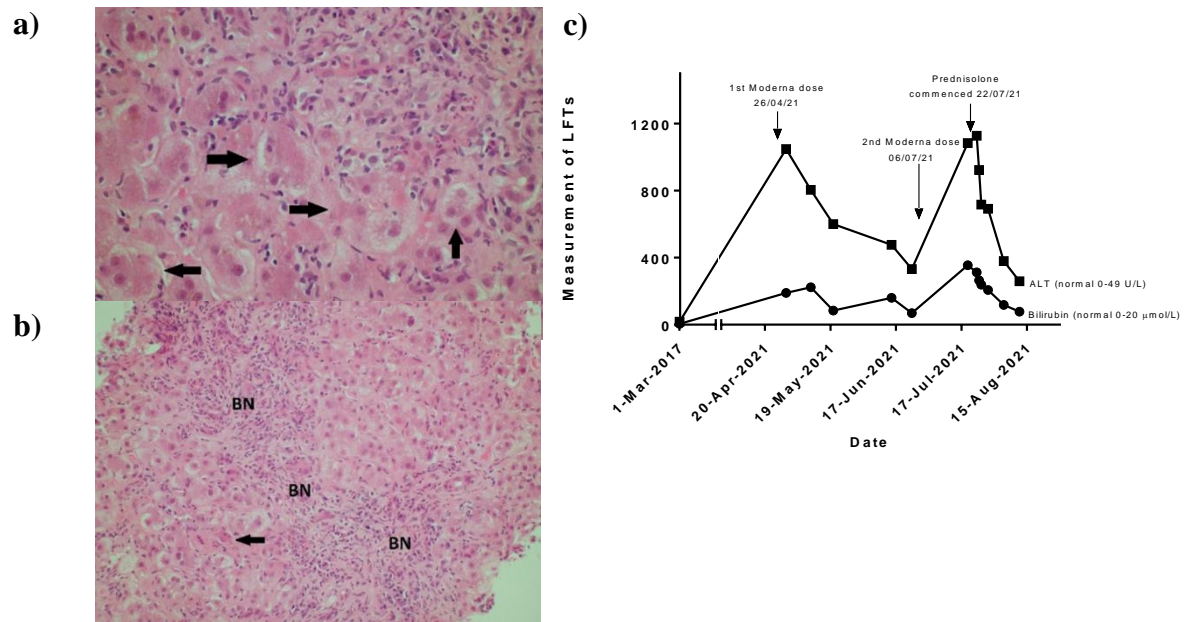 a)
b)
BN
BN
BN
c)
Measurement of LFTs
1200
800
400
0
1st Moderna dose
26/04/21
2nd Moderna dose
06/07/21
Prednisolone
commenced 22/07/21
ALT (normal 0-49 U/L)
Bilirubin (normal 0-20 μmol/L)
1-Mar-2017
20-Apr-2021
19-May-2021
17-Jun-2021
17-Jul-2021
15-Aug-2021
Date